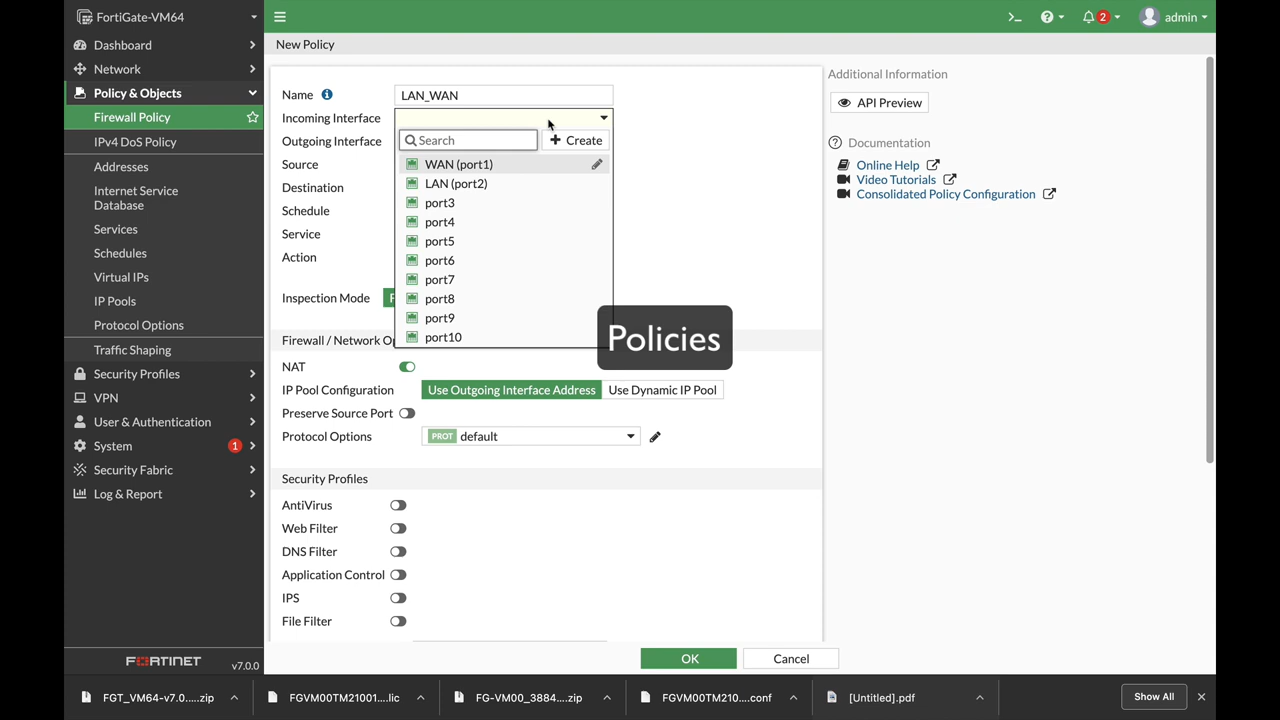 FortiGate-VM64
2
admin
Dashboard
Network
Policy & Objects
Firewall Policy
IPv4 DoS Policy
Addresses
Internet Service
Database
Services
Schedules
Virtual IPs
IP Pools
Protocol Options
Traffic Shaping
Security Profiles
VPN
User & Authentication
System 1
Security Fabric
Log & Report
FORTINET v7.0.0
New Policy
Name LAN_WAN
Incoming Interface
Outgoing Interface
Source
Destination
Schedule
Service
Action
Search Create
WAN (port1)
LAN (port2)
port3
port4
port5
port6
port7
port8
port9
port10
Inspection Mode F
Policies
Firewall / Network Op
NAT
IP Pool Configuration Use Outgoing Interface Address Use Dynamic IP Pool
Preserve Source Port
Protocol Options PROT default
Security Profiles
AntiVirus
Web Filter
DNS Filter
Application Control
IPS
File Filter
OK Cancel
Additional Information
API Preview
Documentation
Online Help
Video Tutorials
Consolidated Policy Configuration
FGT_VM64-v7.0.....zip
FGVM00TM21001....lic
FG-VM00_3884....zip
FGVM00TM210....conf
[Untitled].pdf
Show All